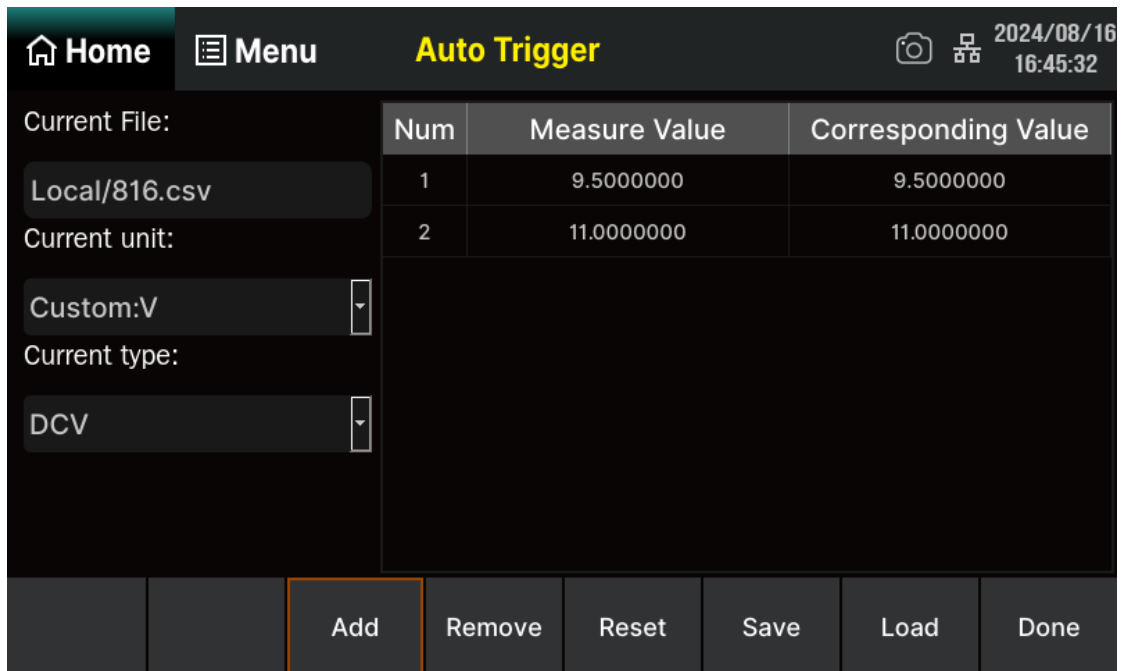 Home Menu Auto Trigger 2024/08/16
16:45:32
Current File:
Local/816.csv
Current unit:
Custom:V
Current type:
DCV
Num Measure Value Corresponding Value
1 9.5000000 9.5000000
2 11.0000000 11.0000000
Add Remove Reset Save Load Done